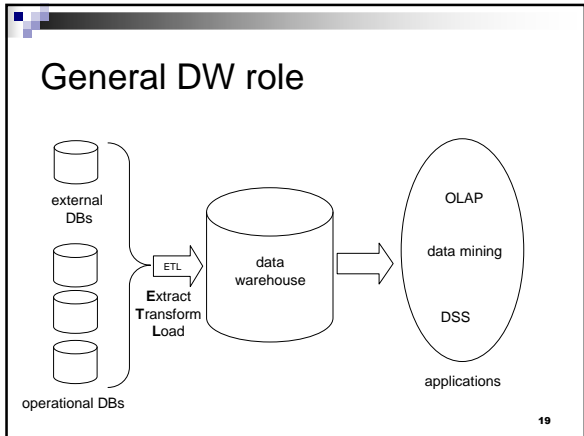 General DW role
external
DBs
operational DBs
ETL
Extract
Transform
Load
data
warehouse
OLAP
data mining
DSS
applications
19